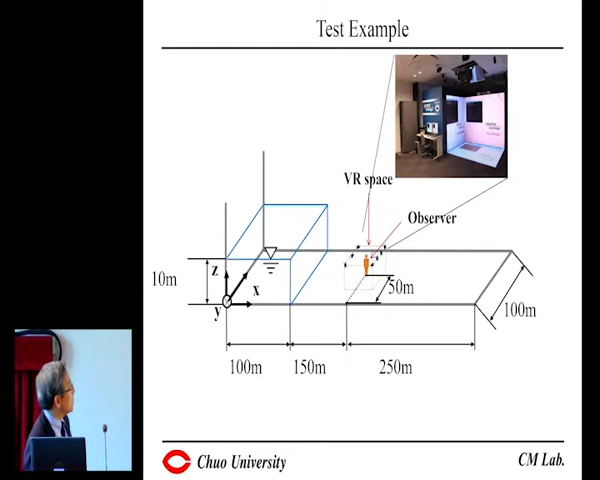 Test Example
VR space
Observer
10m
z
x
y
50m
100m
100m
150m
250m
Chuo University
CM Lab.